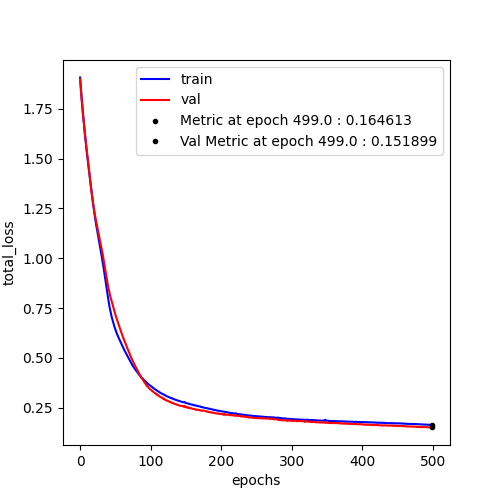 train
val
Metric at epoch 499.0 : 0.164613
Val Metric at epoch 499.0 : 0.151899
1.75
1.50
1.25
1.00
0.75
0.50
0.25
total_loss
0 100 200 300 400 500
epochs